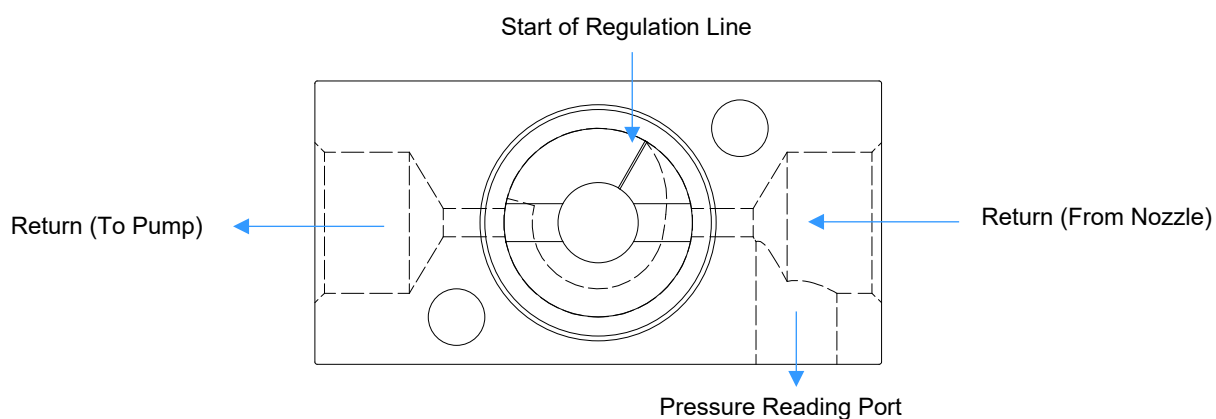 Start of Regulation Line
Return (To Pump)
Return (From Nozzle)
Pressure Reading Port